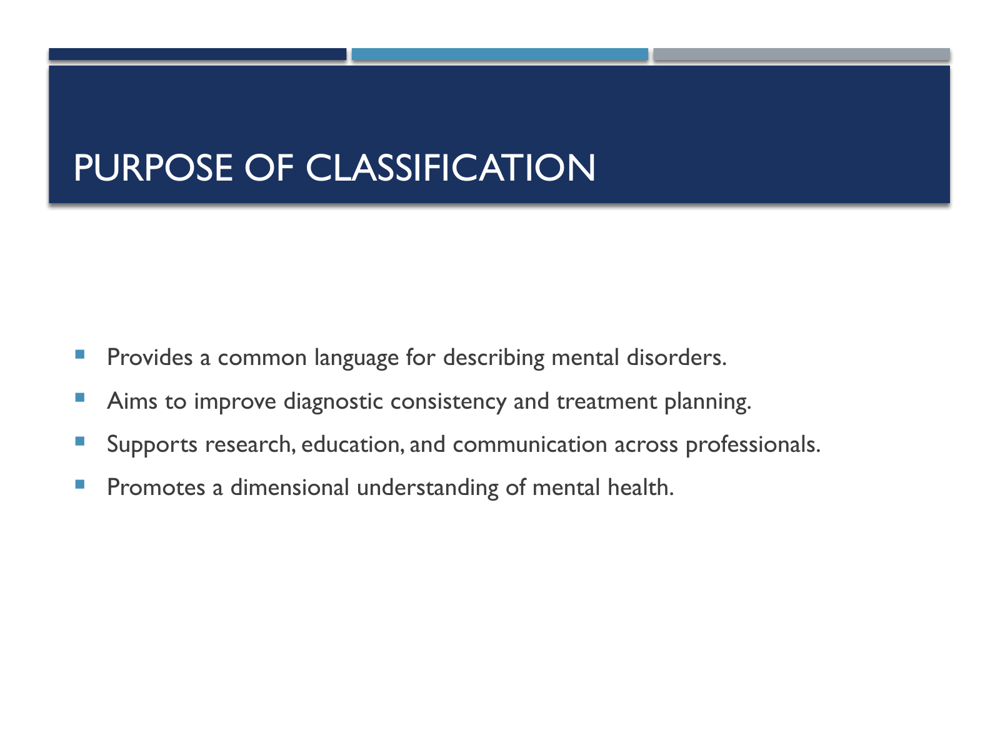 PURPOSE OF CLASSIFICATION
Provides a common language for describing mental disorders.
Aims to improve diagnostic consistency and treatment planning.
Supports research, education, and communication across professionals.
Promotes a dimensional understanding of mental health.